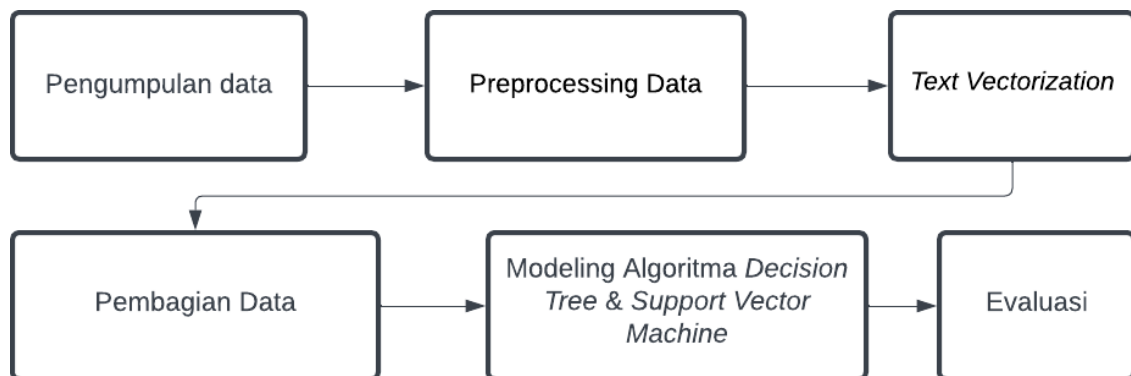 Pengumpulan data
Preprocessing Data
Text Vectorization
Pembagian Data
Modeling Algoritma Decision
Tree & Support Vector
Machine
Evaluasi